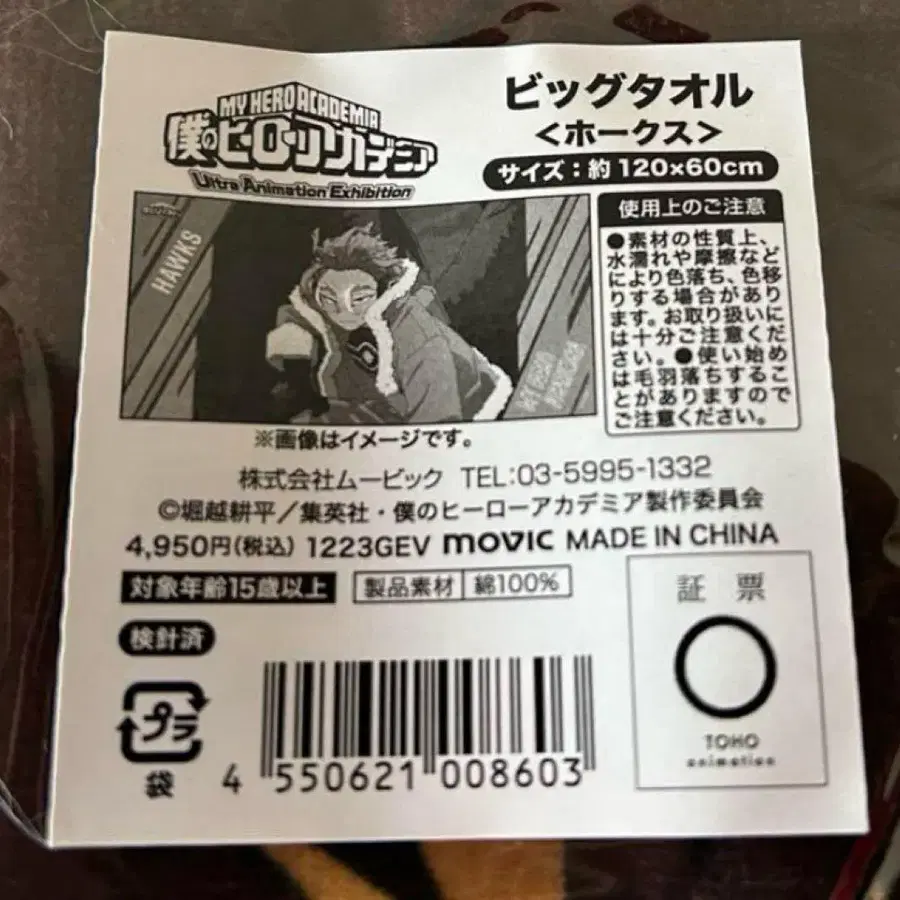 MY HERO ACADEMIA
僕のヒーローアカデミア
Ultra Animation Exhibition
ビッグタオル
<ホークス>
サイズ:約120×60cm
HAWKS
MY HERO
ACADEMIA
使用上のご注意
●素材の性質上、
水濡れや摩擦など
により色落ち、色移
りする場合があり
ます。お取り扱いに
は十分ご注意くだ
さい。●使い始め
は毛羽落ちするこ
とがありますので
ご注意ください。
※画像はイメージです。
株式会社ムービック TEL:03-5995-1332
©堀越耕平/集英社・僕のヒーローアカデミア製作委員会
4,950円(税込) 1223GEV movic MADE IN CHINA
対象年齢15歳以上 製品素材 綿100%
検針済
プラ
袋
4 550621 008603
証 票
TOHO
animation